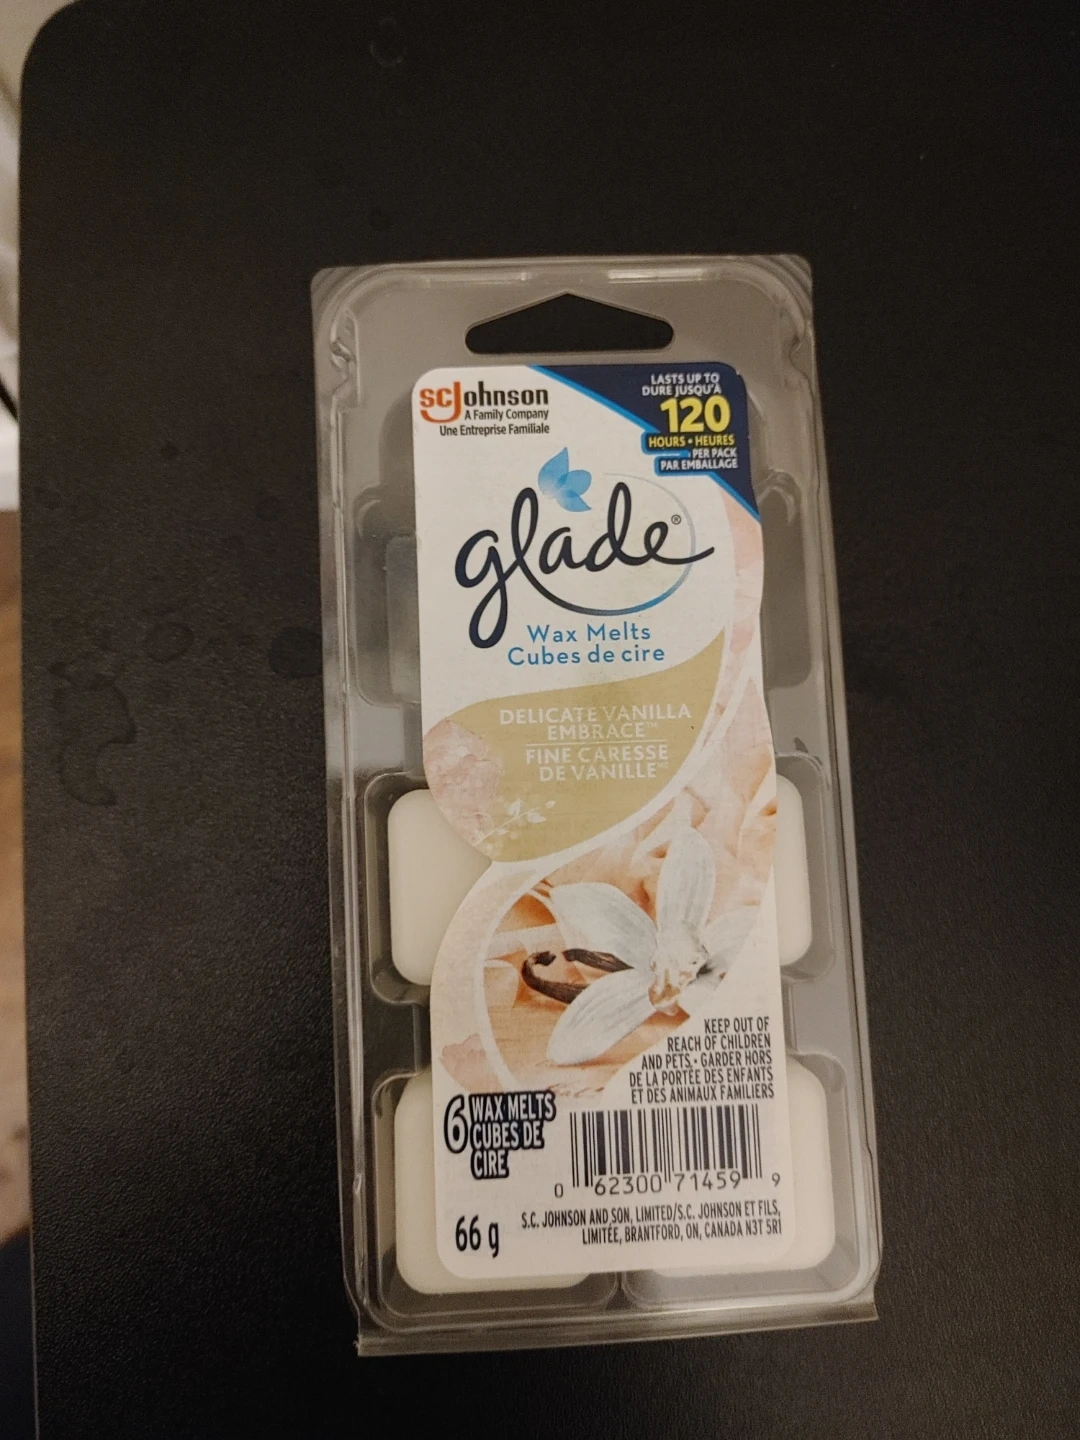 SC Johnson
A Family Company
Une Entreprise Familiale
LASTS UP TO
DURE JUSQU'À
120
HOURS • HEURES
PER PACK
PAR EMBALLAGE
glade®
Wax Melts
Cubes de cire
DELICATE VANILLA
EMBRACE™
FINE CARESSE
DE VANILLE MC
KEEP OUT OF
REACH OF CHILDREN
AND PETS • GARDER HORS
DE LA PORTÉE DES ENFANTS
ET DES ANIMAUX FAMILIERS
6 WAX MELTS
CUBES DE
CIRE
0 62300 71459 9
66 g
S.C. JOHNSON AND SON, LIMITED/S.C. JOHNSON ET FILS,
LIMITÉE, BRANTFORD, ON, CANADA N3T 5R1